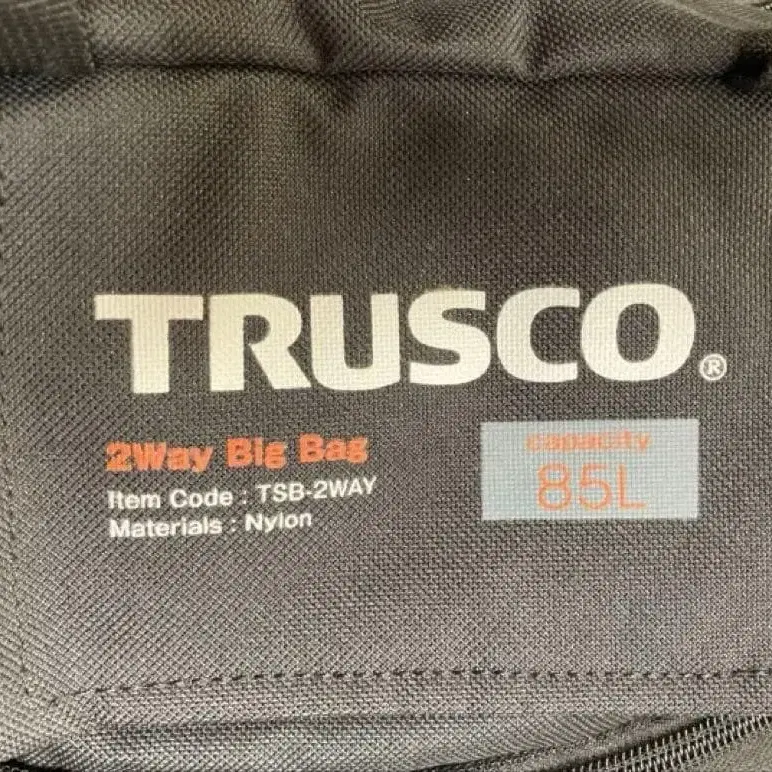 TRUSCO®
2Way Big Bag
Item Code : TSB-2WAY
Materials : Nylon
capacity
85L